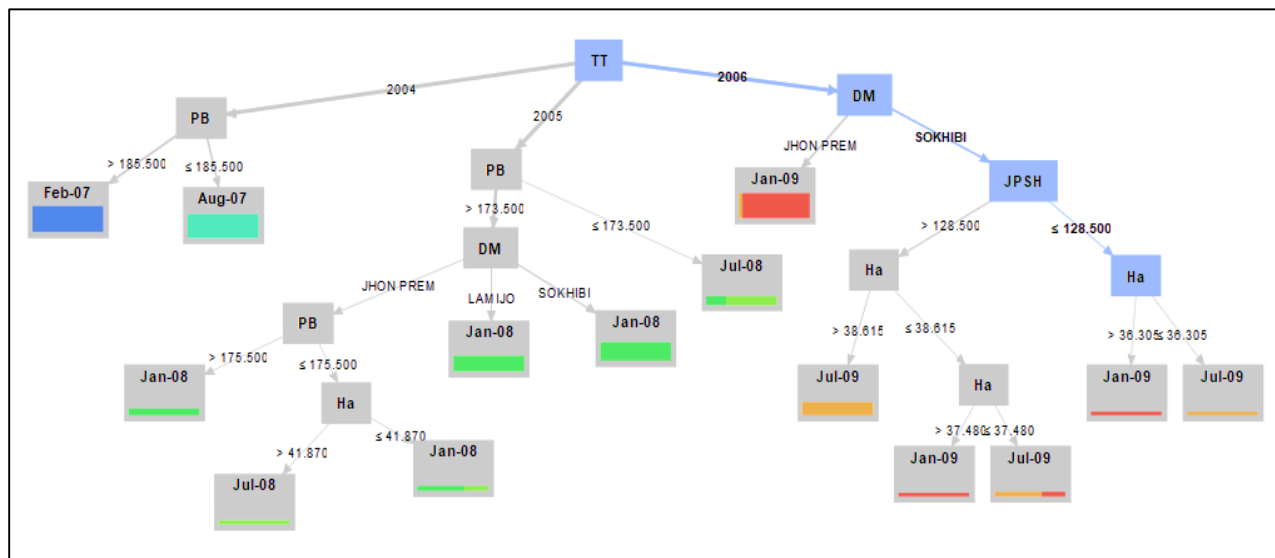 TT
2004
2005
2006
PB
DM
> 185.500
≤ 185.500
JHON PREM
SOKHIBI
Feb-07
Aug-07
PB
Jan-09
JPSH
> 173.500
≤ 173.500
> 128.500
≤ 128.500
DM
Jul-08
Ha
Ha
JHON PREM
LAMIJO
SOKHIBI
> 38.615
≤ 38.615
> 36.305
≤ 36.305
PB
Jan-08
Jan-08
> 175.500
≤ 175.500
Jan-08
Ha
Jul-09
Ha
Jan-09
Jul-09
> 41.870
≤ 41.870
> 37.480
≤ 37.480
Jul-08
Jan-08
Jan-09
Jul-09